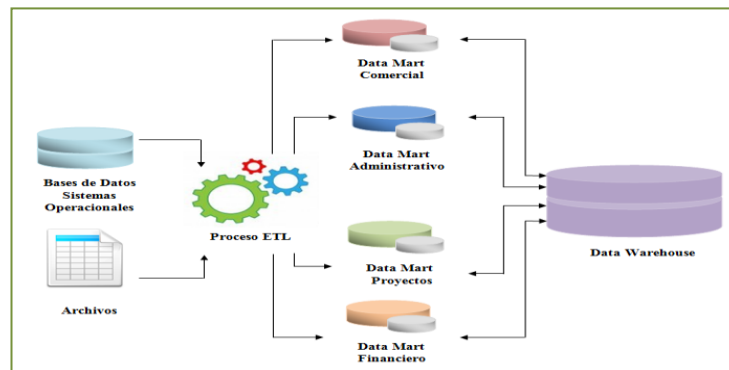 Data Mart
Comercial
Data Mart
Administrativo
Bases de Datos
Sistemas
Operacionales
Proceso ETL
Data Mart
Proyectos
Data Warehouse
Archivos
Data Mart
Financiero